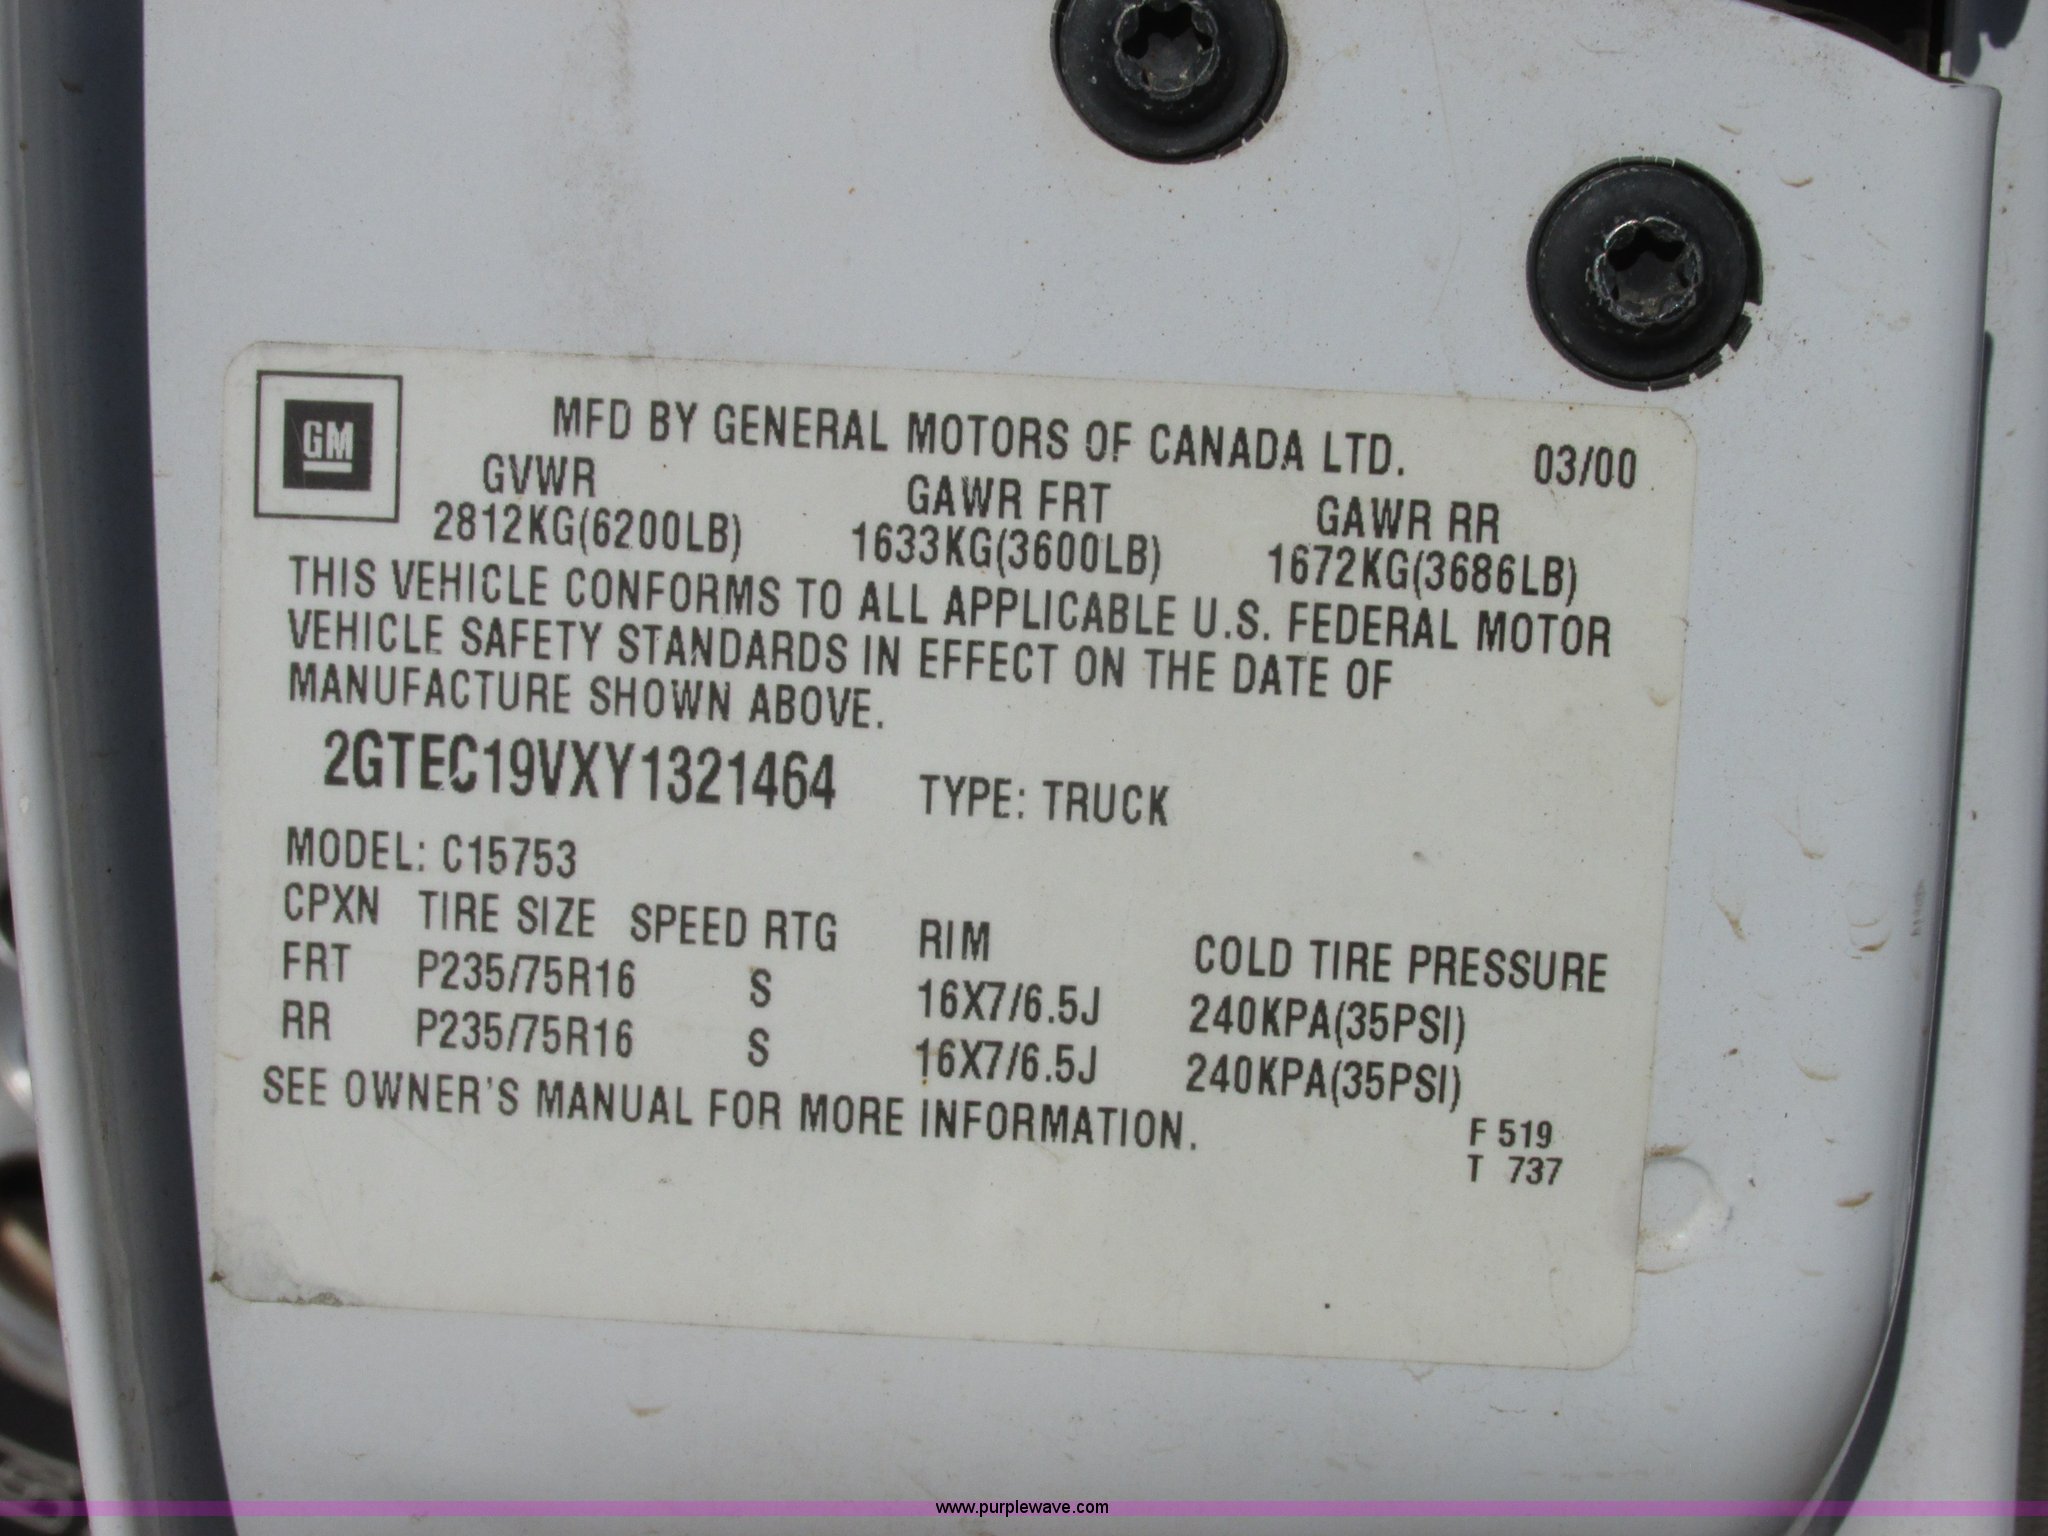 GM
MFD BY GENERAL MOTORS OF CANADA LTD. 03/00
GVWR GAWR FRT GAWR RR
2812KG(6200LB) 1633KG(3600LB) 1672KG(3686LB)
THIS VEHICLE CONFORMS TO ALL APPLICABLE U.S. FEDERAL MOTOR
VEHICLE SAFETY STANDARDS IN EFFECT ON THE DATE OF
MANUFACTURE SHOWN ABOVE.
2GTEC19VXY1321464 TYPE: TRUCK
MODEL: C15753
CPXN TIRE SIZE SPEED RTG RIM COLD TIRE PRESSURE
FRT P235/75R16 S 16X7/6.5J 240KPA(35PSI)
RR P235/75R16 S 16X7/6.5J 240KPA(35PSI)
SEE OWNER'S MANUAL FOR MORE INFORMATION.
F 519
T 737
www.purplewave.com